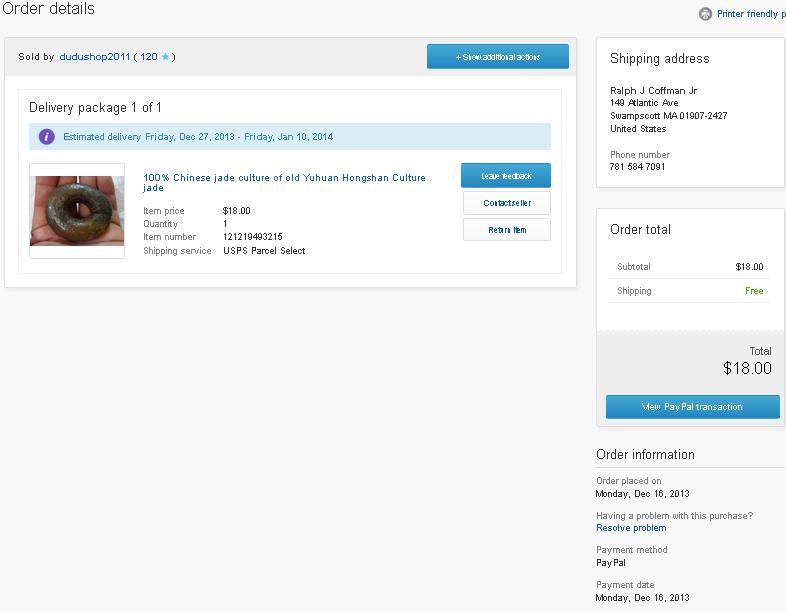 Order details
Printer friendly p
Sold by dudushop2011 ( 120 ★ )
+ Show additional actions
Delivery package 1 of 1
i Estimated delivery Friday, Dec 27, 2013 - Friday, Jan 10, 2014
100% Chinese jade culture of old Yuhuan Hongshan Culture
jade
Item price $18.00
Quantity 1
Item number 121219493215
Shipping service USPS Parcel Select
Leave feedback
Contact seller
Return item
Shipping address
Ralph J Coffman Jr
149 Atlantic Ave
Swampscott MA 01907-2427
United States
Phone number
781 584 7091
Order total
Subtotal $18.00
Shipping Free
Total
$18.00
View PayPal transaction
Order information
Order placed on
Monday, Dec 16, 2013
Having a problem with this purchase?
Resolve problem
Payment method
PayPal
Payment date
Monday, Dec 16, 2013